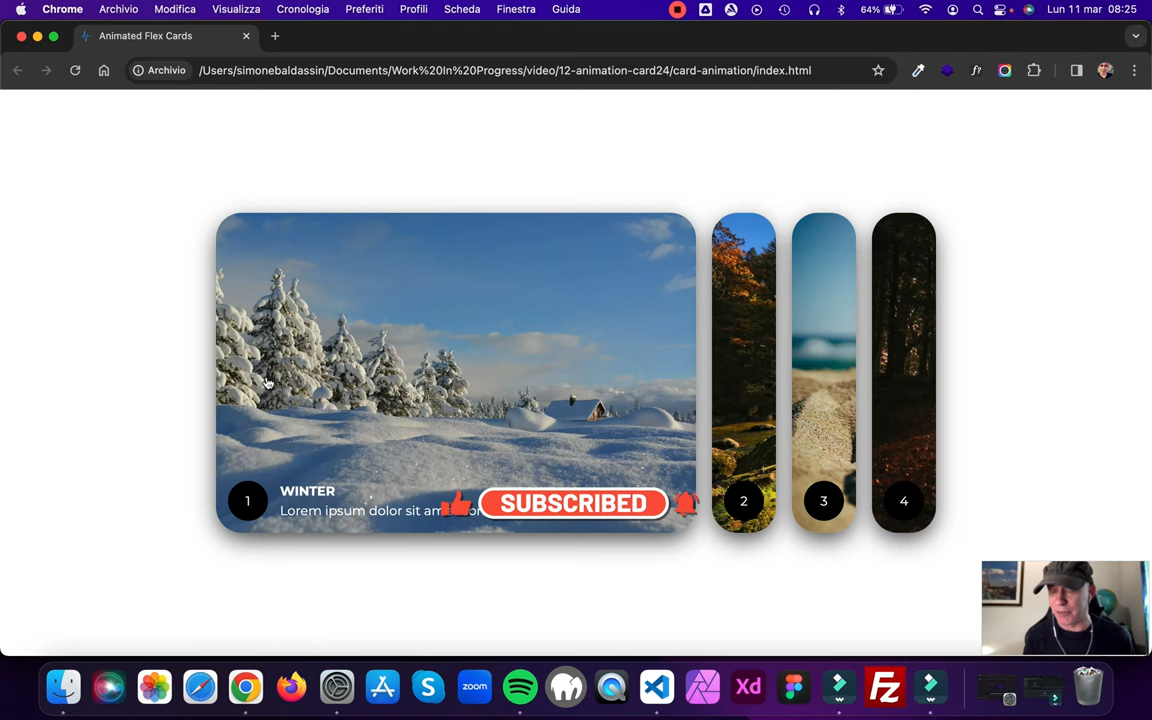 Chrome Archivio Modifica Visualizza Cronologia Preferiti Profili Scheda Finestra Guida 64% Lun 11 mar 08:25
Animated Flex Cards
Archivio /Users/simonebaldassin/Documents/Work%20In%20Progress/video/12-animation-card24/card-animation/index.html
f?
WINTER
1
Lorem ipsum dolor sit am
SUBSCRIBED
2
3
4
zoom
Xd
Fz